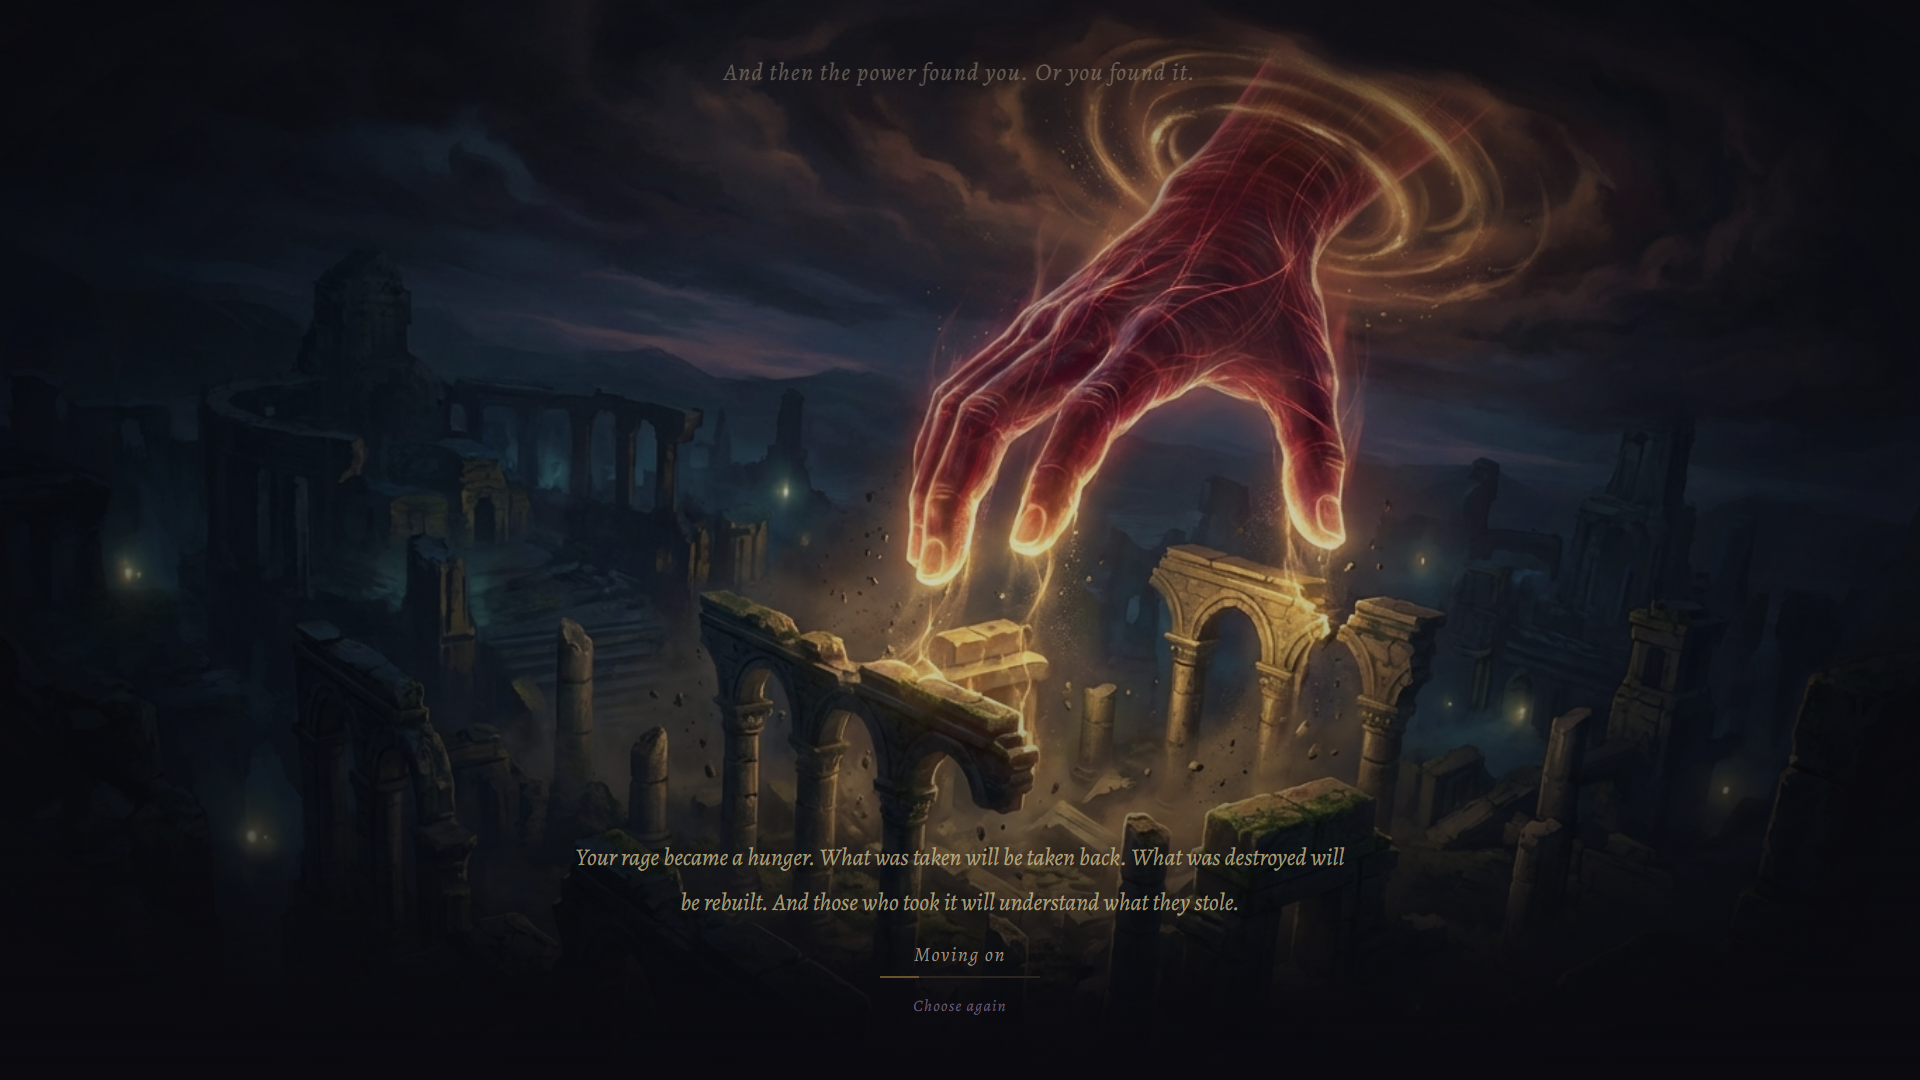 And then the power found you. Or you found it.
Your rage became a hunger. What was taken will be taken back. What was destroyed will
be rebuilt. And those who took it will understand what they stole.
Moving on
Choose again